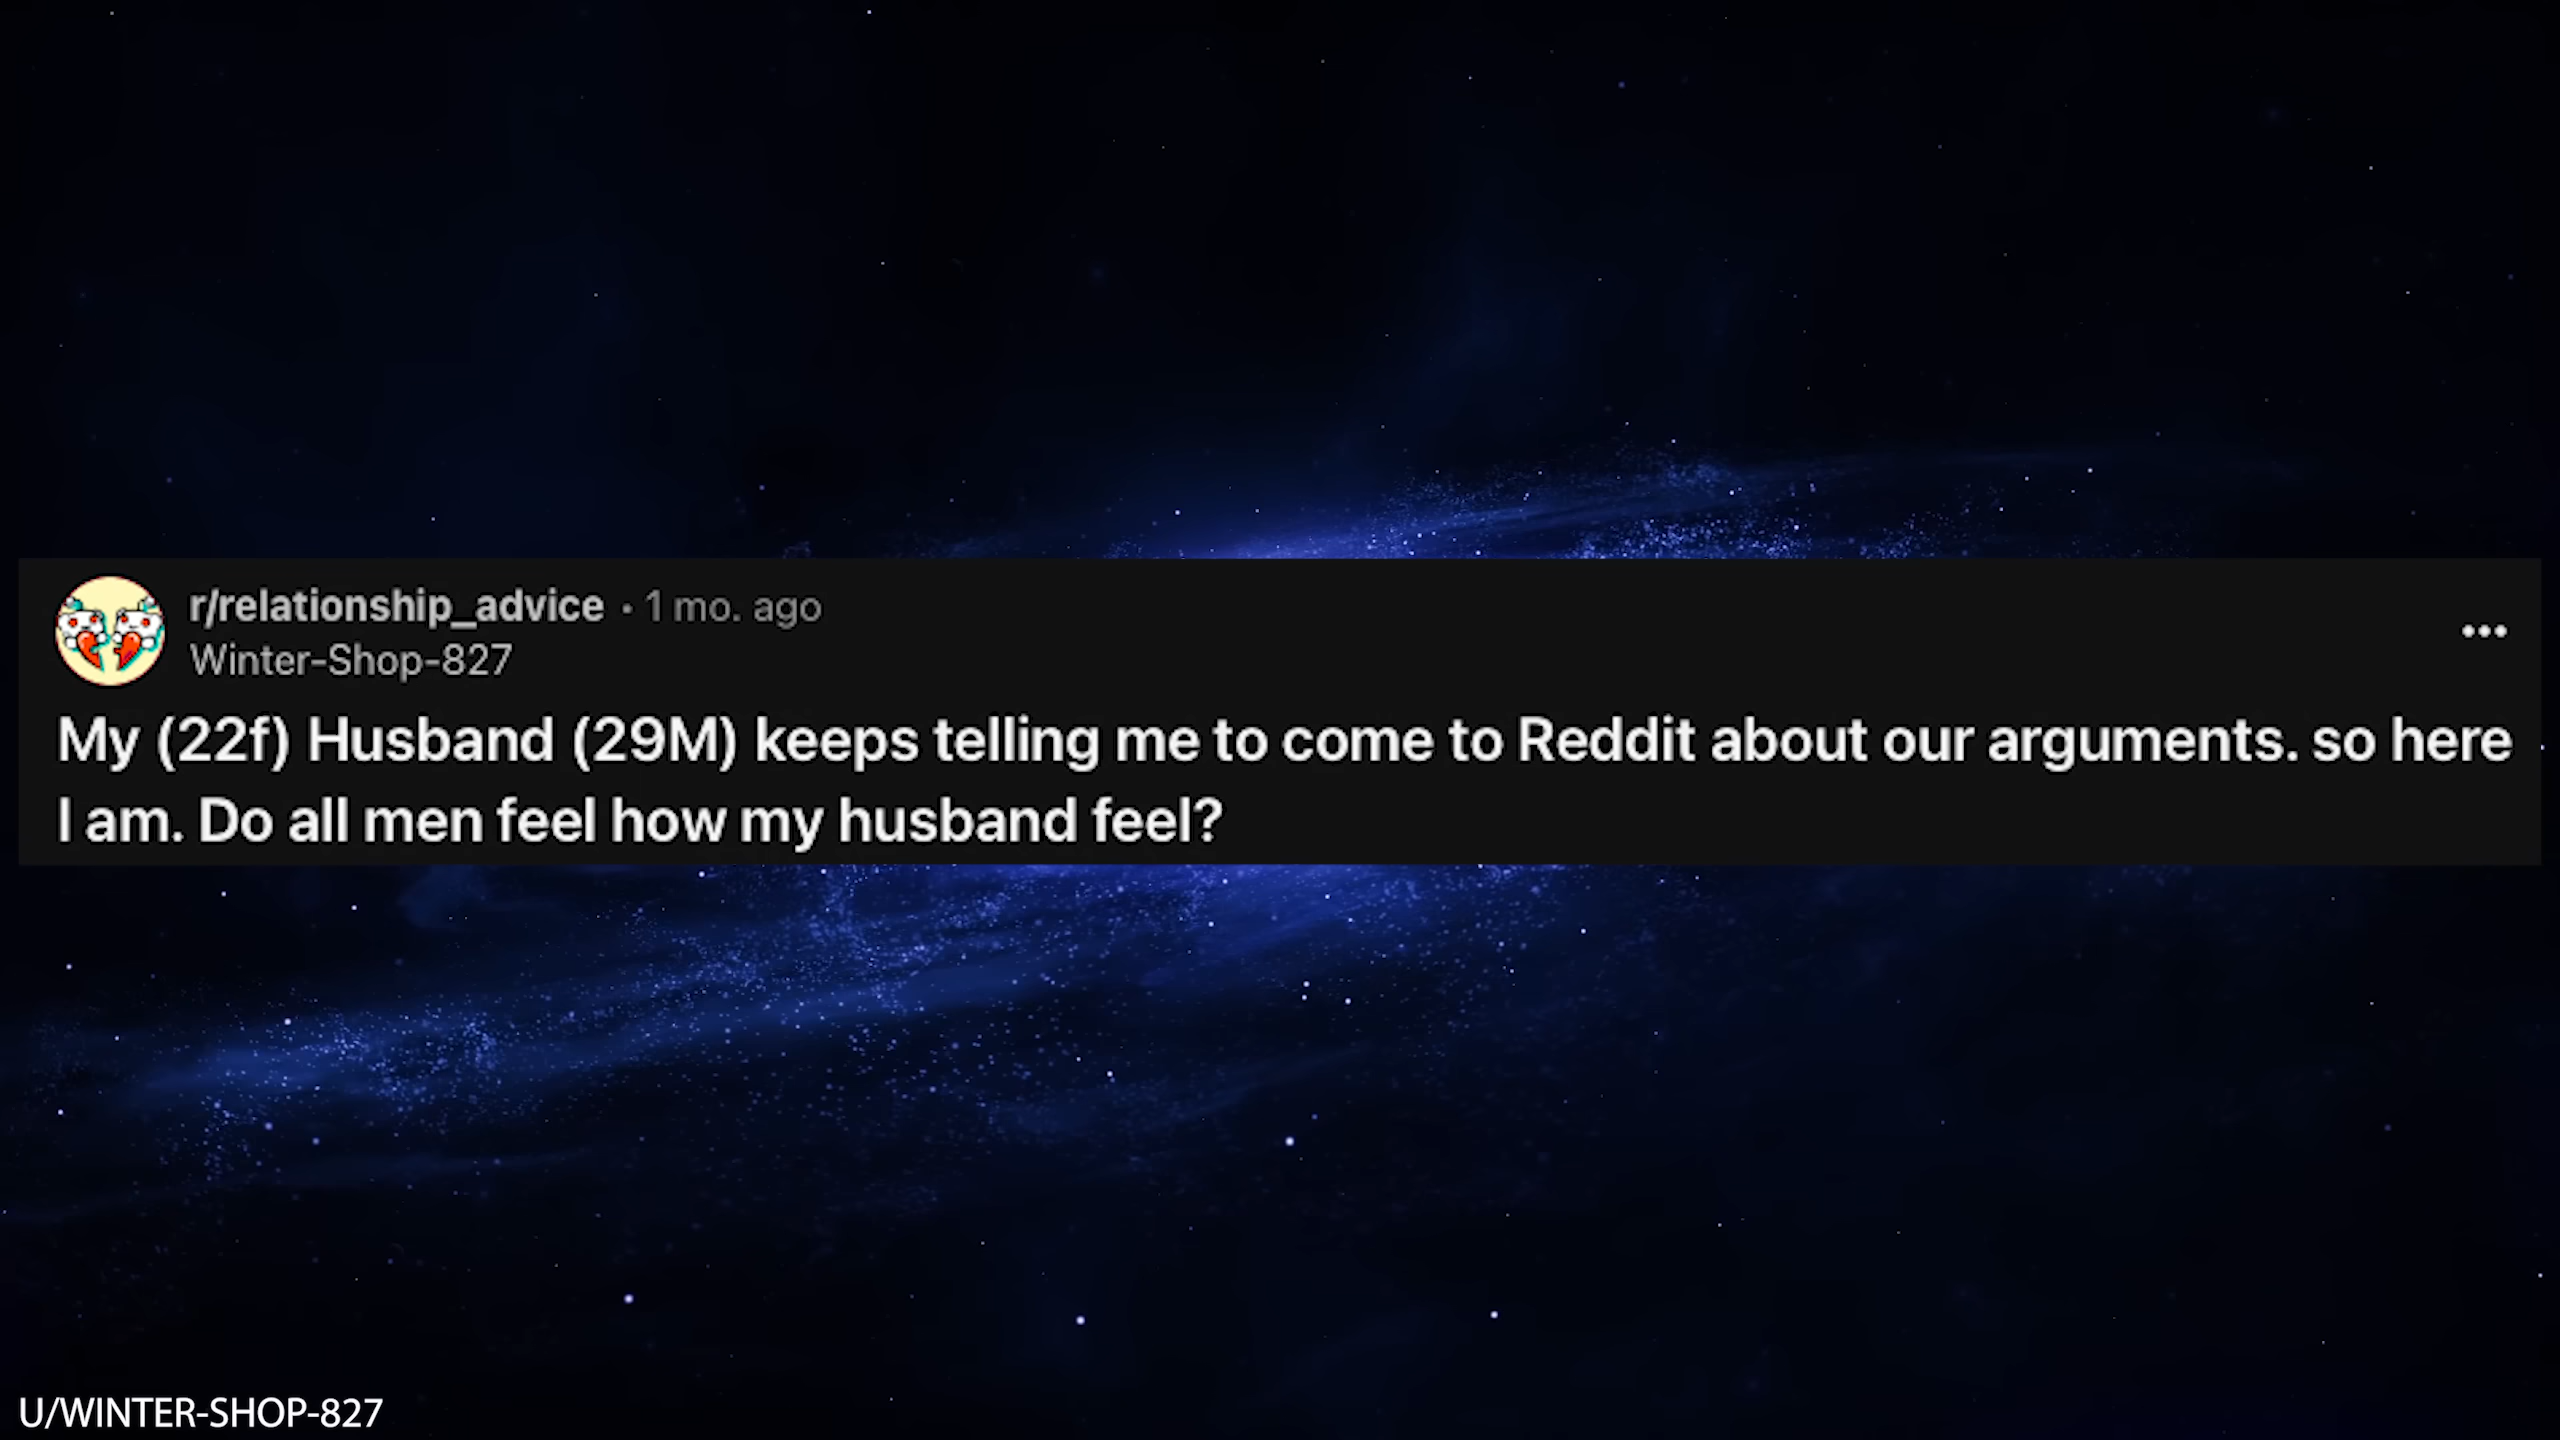 r/relationship_advice · 1 mo. ago
Winter-Shop-827
My (22f) Husband (29M) keeps telling me to come to Reddit about our arguments. so here
I am. Do all men feel how my husband feel?
U/WINTER-SHOP-827